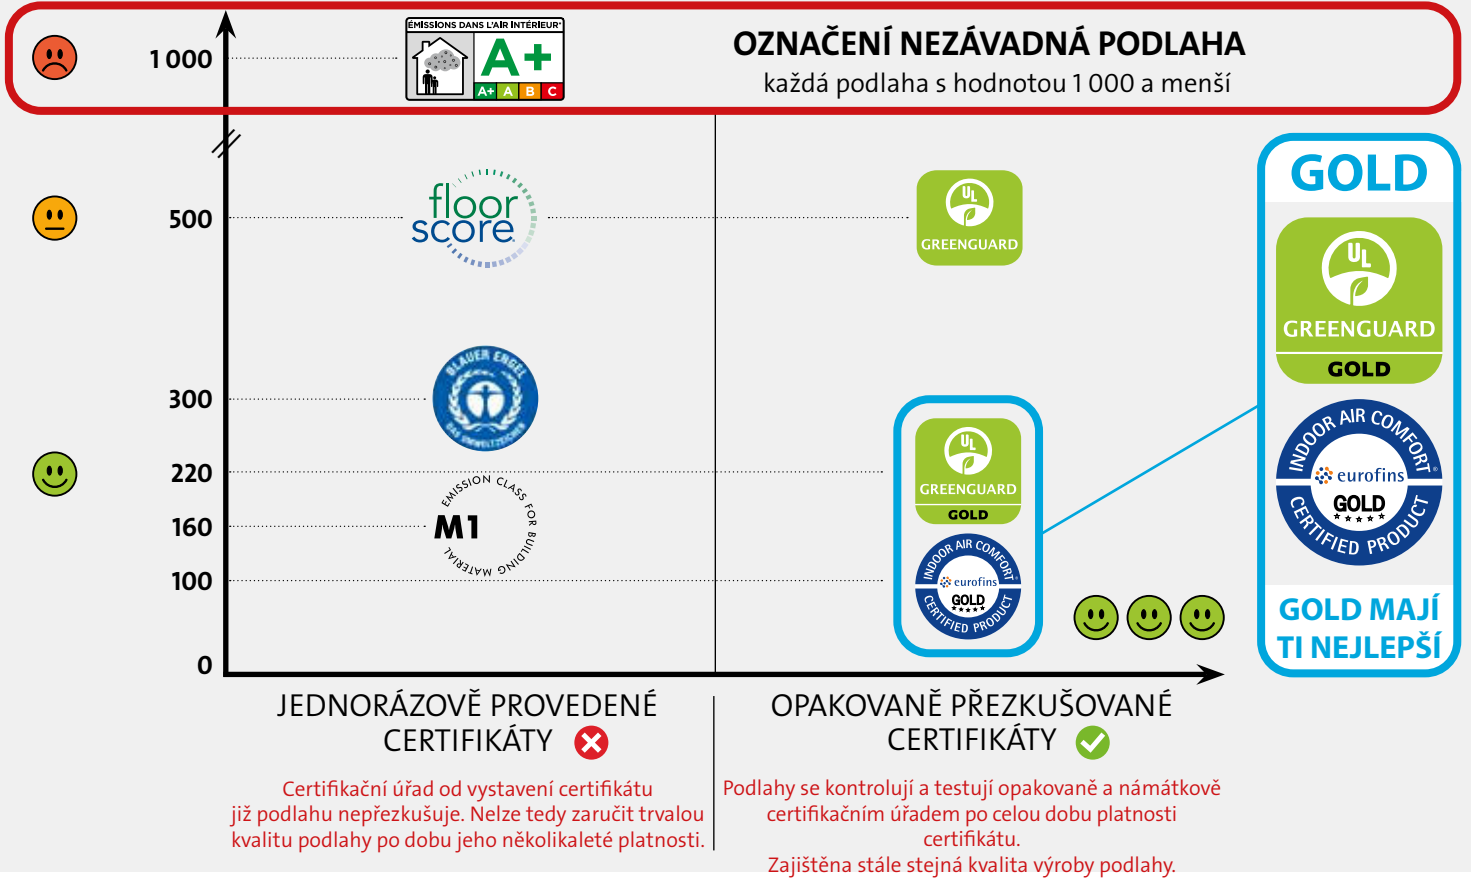 1 000
ÉMISSIONS DANS L'AIR INTÉRIEUR*
A+
A+ A B C
OZNAČENÍ NEZÁVADNÁ PODLAHA
každá podlaha s hodnotou 1 000 a menší
500
floor
score
UL
GREENGUARD
300
BLAUER ENGEL
DAS UMWELTZEICHEN
220
UL
GREENGUARD
GOLD
160
M1
EMISSION CLASS FOR BUILDING MATERIAL
100
INDOOR AIR COMFORT®
eurofins
GOLD
CERTIFIED PRODUCT
0
GOLD
UL
GREENGUARD
GOLD
INDOOR AIR COMFORT®
eurofins
GOLD
CERTIFIED PRODUCT
GOLD MAJÍ
TI NEJLEPŠÍ
JEDNORÁZOVĚ PROVEDENÉ
CERTIFIKÁTY
Certifikační úřad od vystavení certifikátu
již podlahu nepřezkušuje. Nelze tedy zaručit trvalou
kvalitu podlahy po dobu jeho několikaleté platnosti.
OPAKOVANĚ PŘEZKUŠOVANÉ
CERTIFIKÁTY
Podlahy se kontrolují a testují opakovaně a námátkově
certifikačním úřadem po celou dobu platnosti
certifikátu.
Zajištěna stále stejná kvalita výroby podlahy.